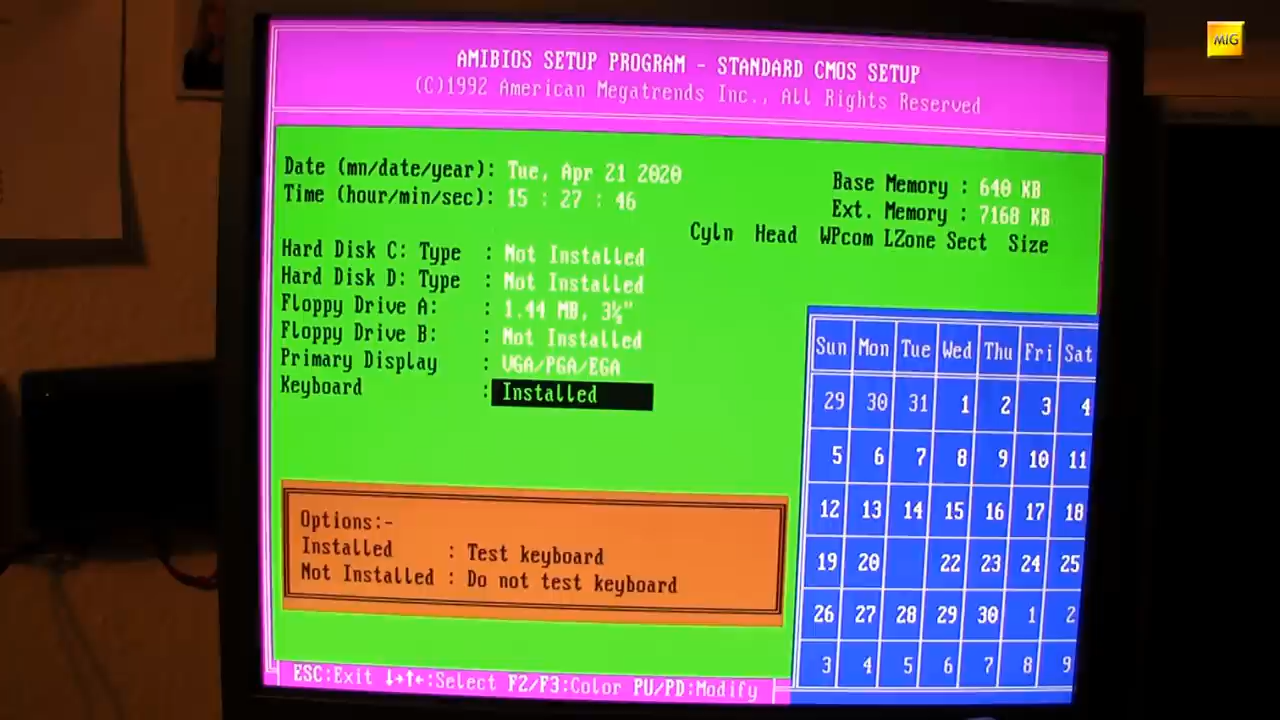 MIG
AMIBIOS SETUP PROGRAM - STANDARD CMOS SETUP
(C)1992 American Megatrends Inc., All Rights Reserved
Date (mn/date/year): Tue, Apr 21 2020
Time (hour/min/sec): 15 : 27 : 46
Base Memory : 640 KB
Ext. Memory : 7168 KB
Cyln Head WPcom LZone Sect Size
Hard Disk C: Type : Not Installed
Hard Disk D: Type : Not Installed
Floppy Drive A: : 1.44 MB, 3½"
Floppy Drive B: : Not Installed
Primary Display : VGA/PGA/EGA
Keyboard : Installed
Sun Mon Tue Wed Thu Fri Sat
29 30 31 1 2 3 4
5 6 7 8 9 10 11
12 13 14 15 16 17 18
19 20 22 23 24 25
26 27 28 29 30 1 2
3 4 5 6 7 8 9
Options:-
Installed : Test keyboard
Not Installed : Do not test keyboard
ESC:Exit ↓→↑←:Select F2/F3:Color PU/PD:Modify